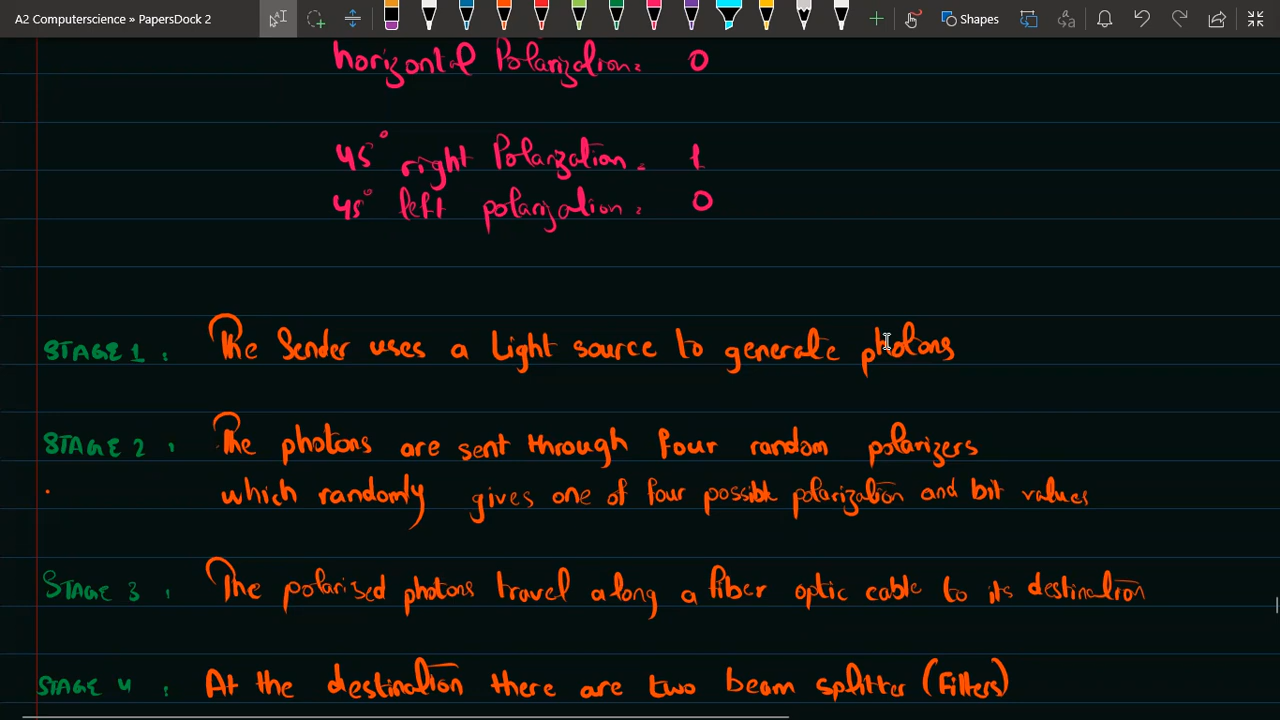 A2 Computerscience » PapersDock 2
Shapes
horizontal Polarization: 0
45° right Polarization = 1
45° left polarization: 0
STAGE 1 : The Sender uses a Light source to generate photons
STAGE 2 : The photons are sent through four random polarizers
which randomly gives one of four possible polarization and bit values
STAGE 3 : The polarised photons travel along a fiber optic cable to its destination
STAGE 4 : At the destination there are two beam splitter (Filters)